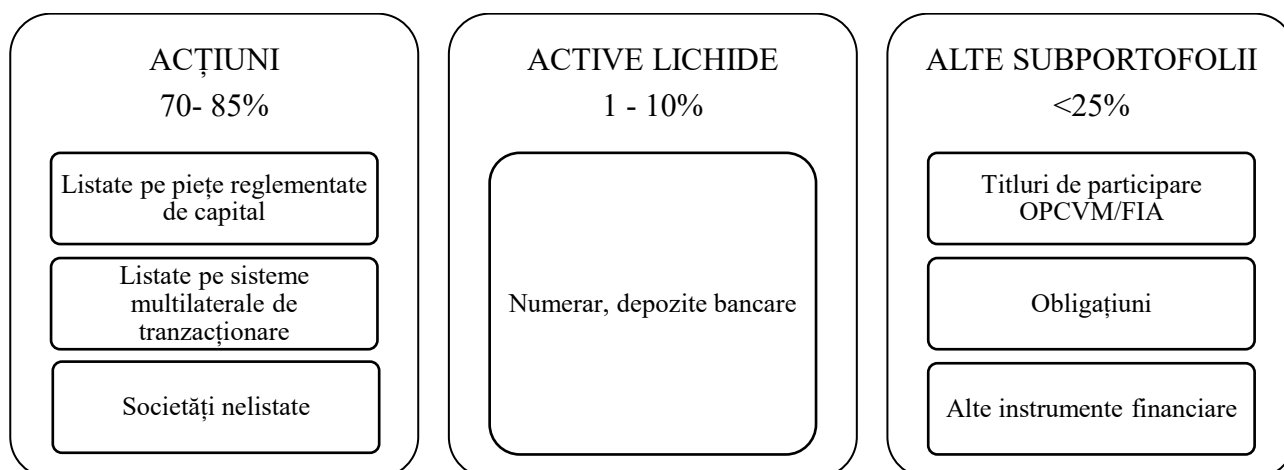 ACȚIUNI
70- 85%
Listate pe piețe reglementate
de capital
Listate pe sisteme
multilaterale de
tranzacționare
Societăți nelistate
ACTIVE LICHIDE
1 - 10%
Numerar, depozite bancare
ALTE SUBPORTOFOLII
<25%
Titluri de participare
OPCVM/FIA
Obligațiuni
Alte instrumente financiare